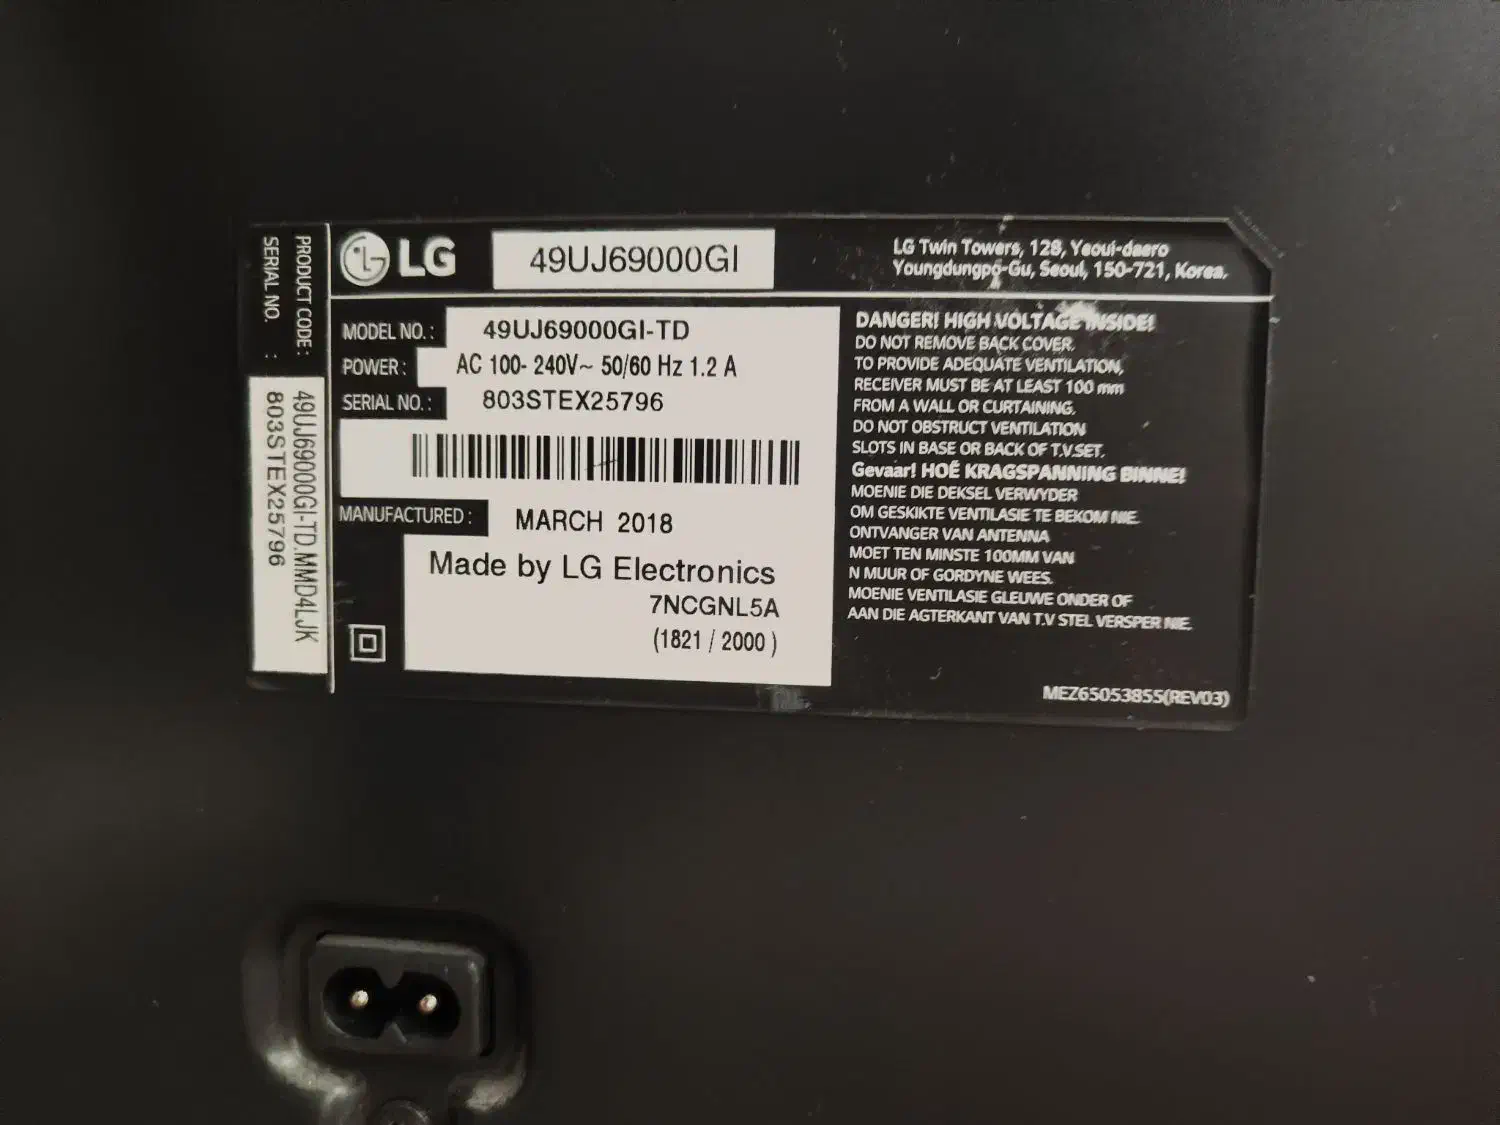 PRODUCT CODE :
SERIAL NO. :
49UJ69000GI-TD.MMD4LJK
803STEX25796
LG
49UJ69000GI
LG Twin Towers, 128, Yeoui-daero
Youngdungpo-Gu, Seoul, 150-721, Korea.
MODEL NO. :
49UJ69000GI-TD
POWER :
AC 100- 240V~ 50/60 Hz 1.2 A
SERIAL NO. :
803STEX25796
MANUFACTURED :
MARCH 2018
Made by LG Electronics
7NCGNL5A
(1821 / 2000 )
DANGER! HIGH VOLTAGE INSIDE!
DO NOT REMOVE BACK COVER.
TO PROVIDE ADEQUATE VENTILATION,
RECEIVER MUST BE AT LEAST 100 mm
FROM A WALL OR CURTAINING.
DO NOT OBSTRUCT VENTILATION
SLOTS IN BASE OR BACK OF T.V.SET.
Gevaar! HOË KRAGSPANNING BINNE!
MOENIE DIE DEKSEL VERWYDER
OM GESKIKTE VENTILASIE TE BEKOM NIE.
ONTVANGER VAN ANTENNA
MOET TEN MINSTE 100MM VAN
N MUUR OF GORDYNE WEES.
MOENIE VENTILASIE GLEUWE ONDER OF
AAN DIE AGTERKANT VAN T.V STEL VERSPER NIE.
MEZ65053855(REV03)